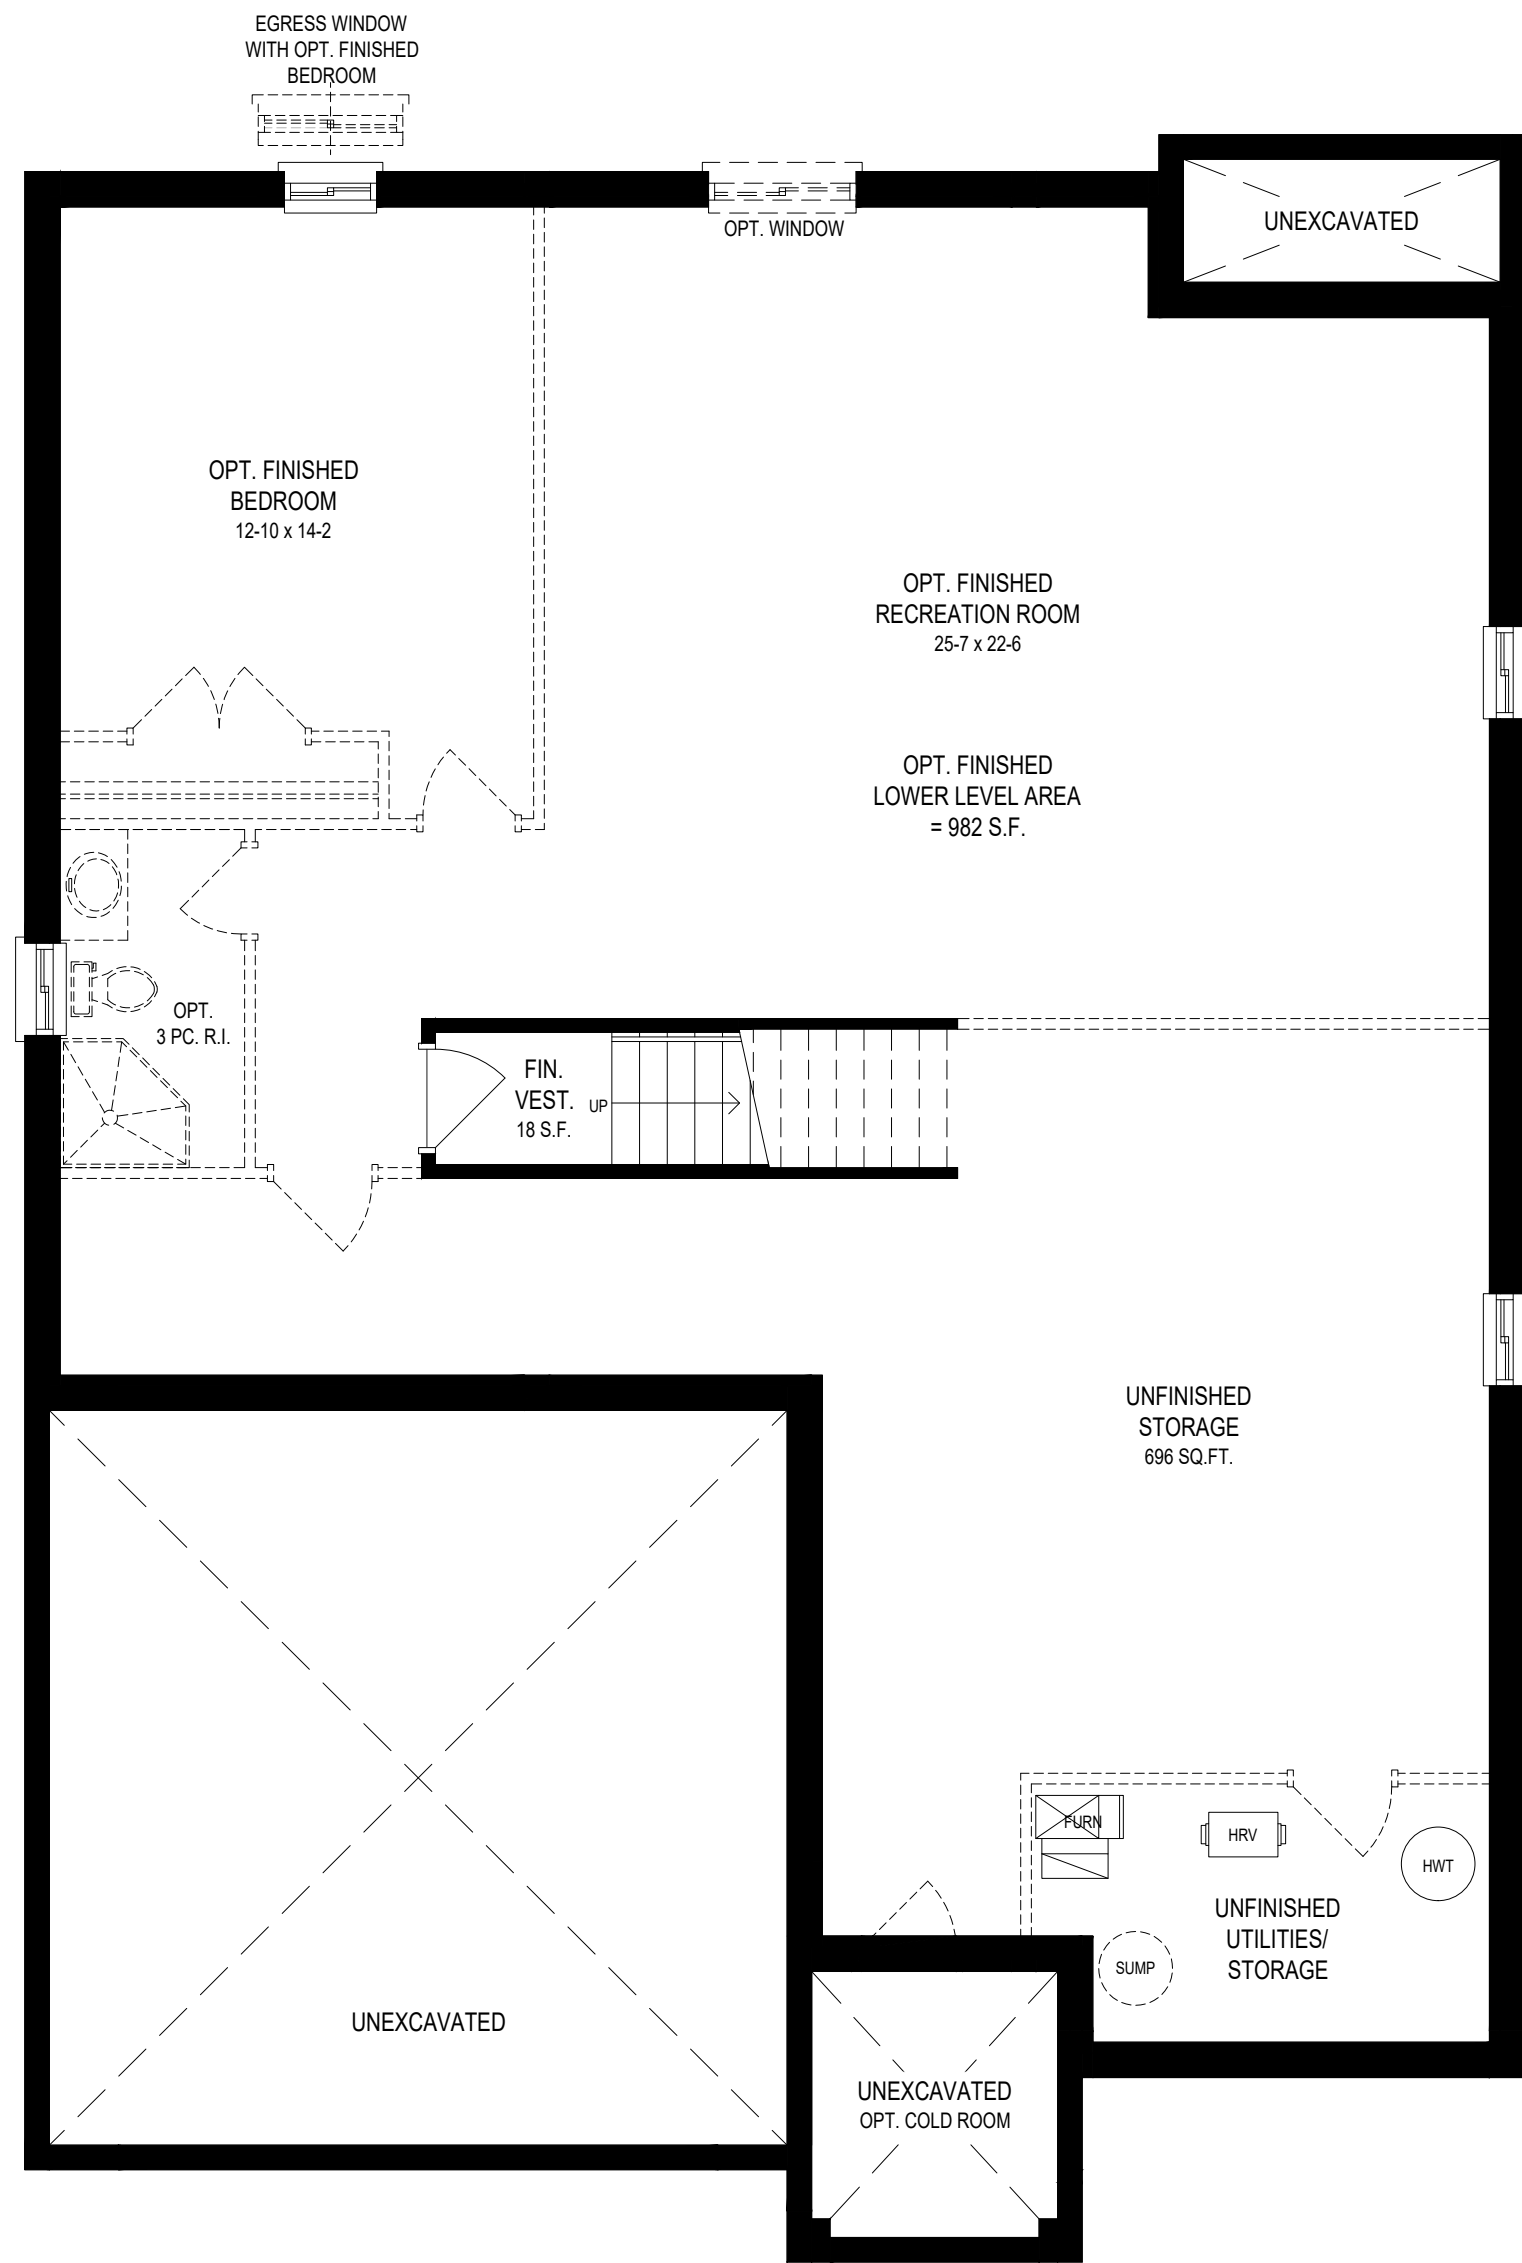 EGRESS WINDOW
WITH OPT. FINISHED
BEDROOM
OPT. WINDOW
UNEXCAVATED
OPT. FINISHED
BEDROOM
12-10 x 14-2
OPT. FINISHED
RECREATION ROOM
25-7 x 22-6
OPT. FINISHED
LOWER LEVEL AREA
= 982 S.F.
OPT.
3 PC. R.I.
FIN.
VEST.
18 S.F.
UP
UNFINISHED
STORAGE
696 SQ.FT.
FURN
HRV
HWT
UNFINISHED
UTILITIES/
STORAGE
SUMP
UNEXCAVATED
UNEXCAVATED
OPT. COLD ROOM